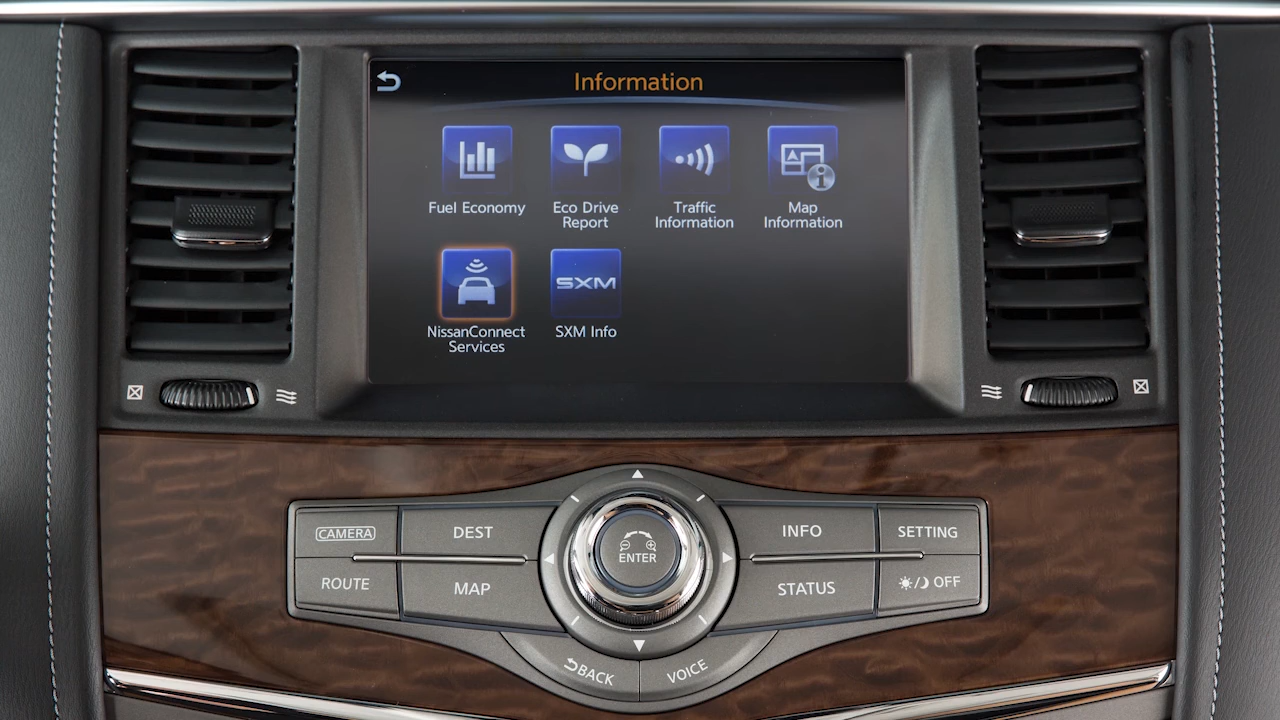 Information
Fuel Economy
Eco Drive
Report
Traffic
Information
Map
Information
NissanConnect
Services
SXM
SXM Info
CAMERA
DEST
INFO
SETTING
ENTER
ROUTE
MAP
STATUS
OFF
BACK
VOICE